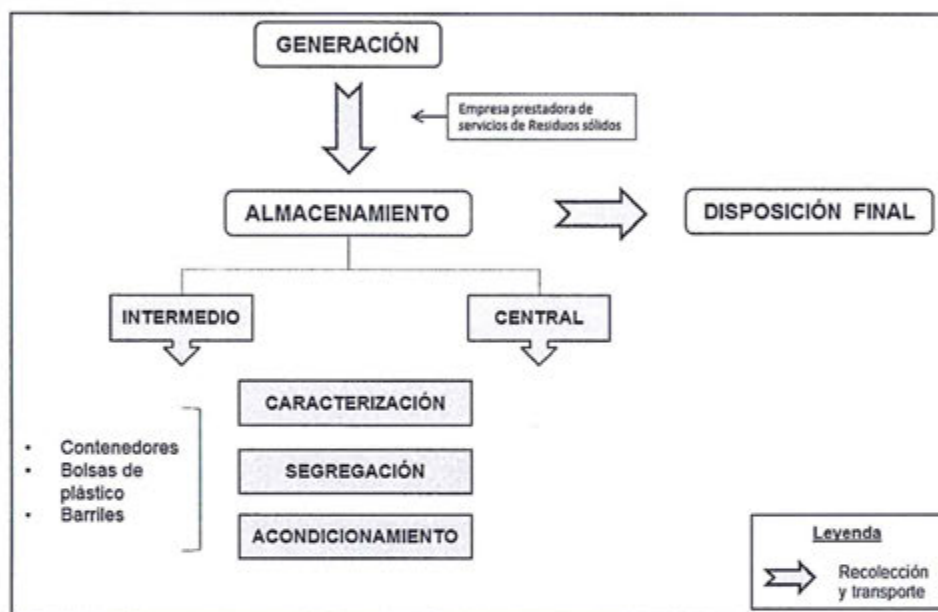 GENERACIÓN
Empresa prestadora de
servicios de Residuos sólidos
ALMACENAMIENTO
DISPOSICIÓN FINAL
INTERMEDIO
CENTRAL
CARACTERIZACIÓN
• Contenedores
• Bolsas de
plástico
• Barriles
SEGREGACIÓN
ACONDICIONAMIENTO
Leyenda
Recolección
y transporte